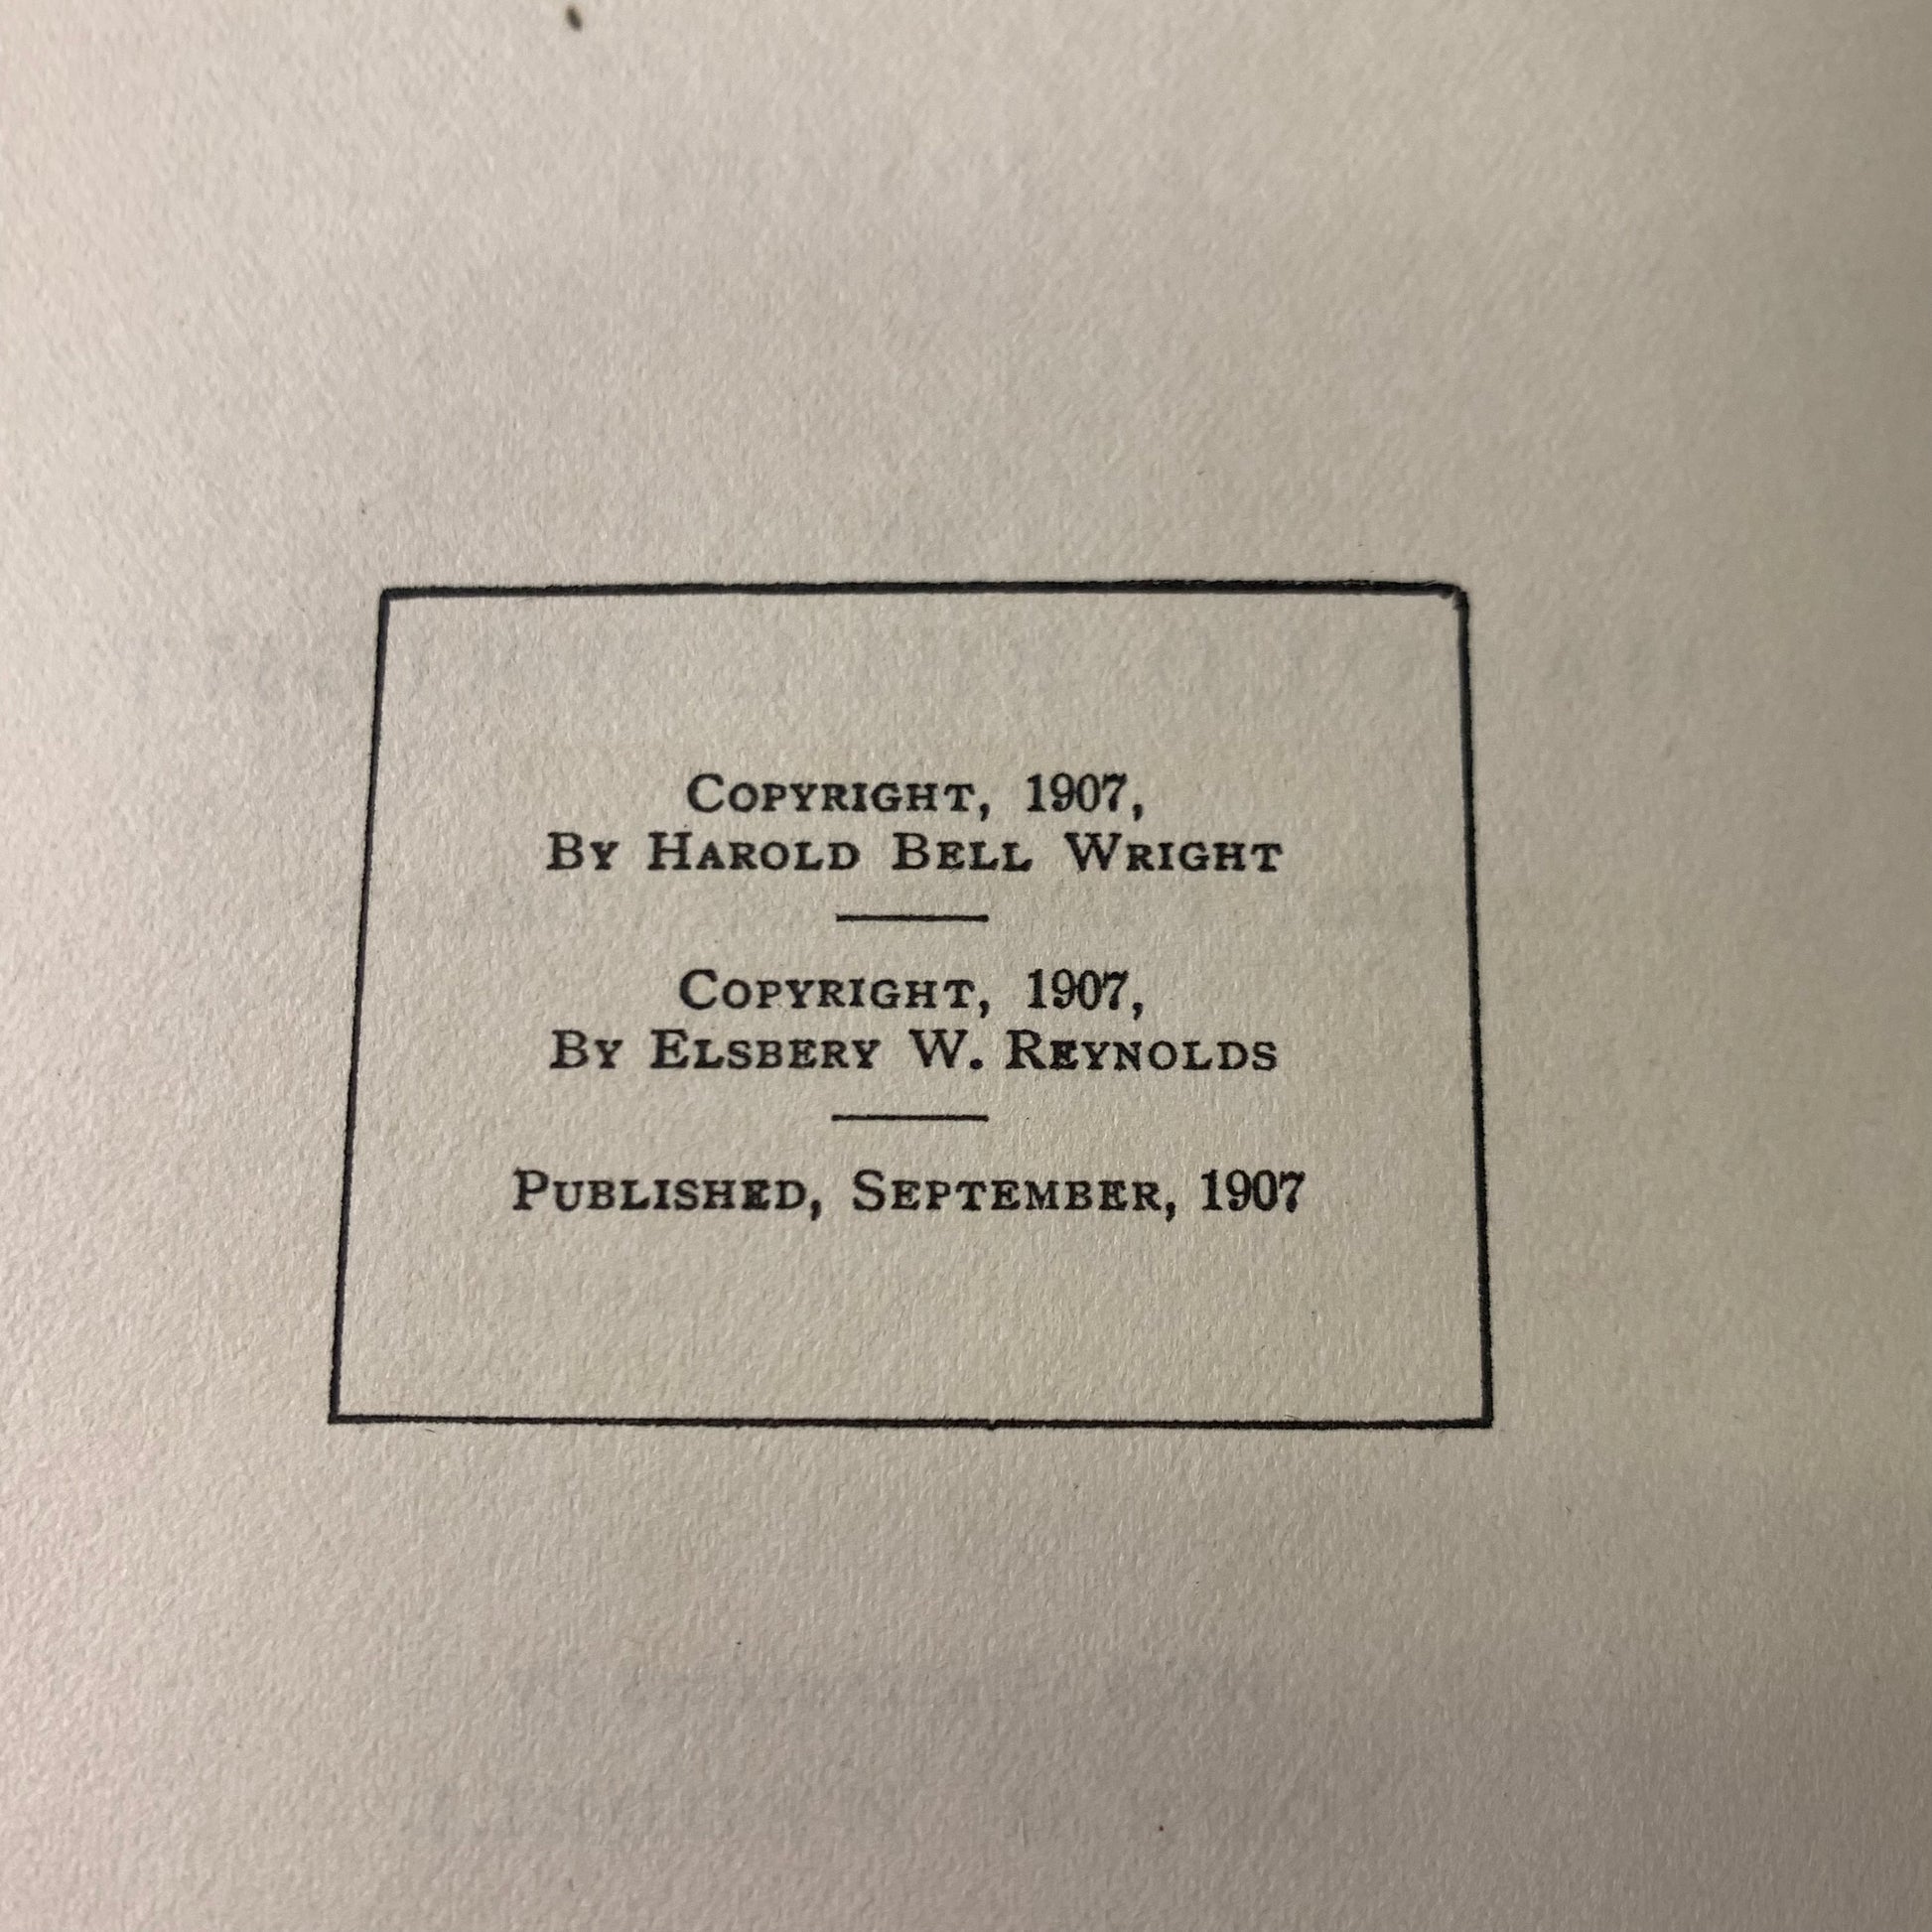 Copyright, 1907,
By Harold Bell Wright
Copyright, 1907,
By Elsbery W. Reynolds
Published, September, 1907